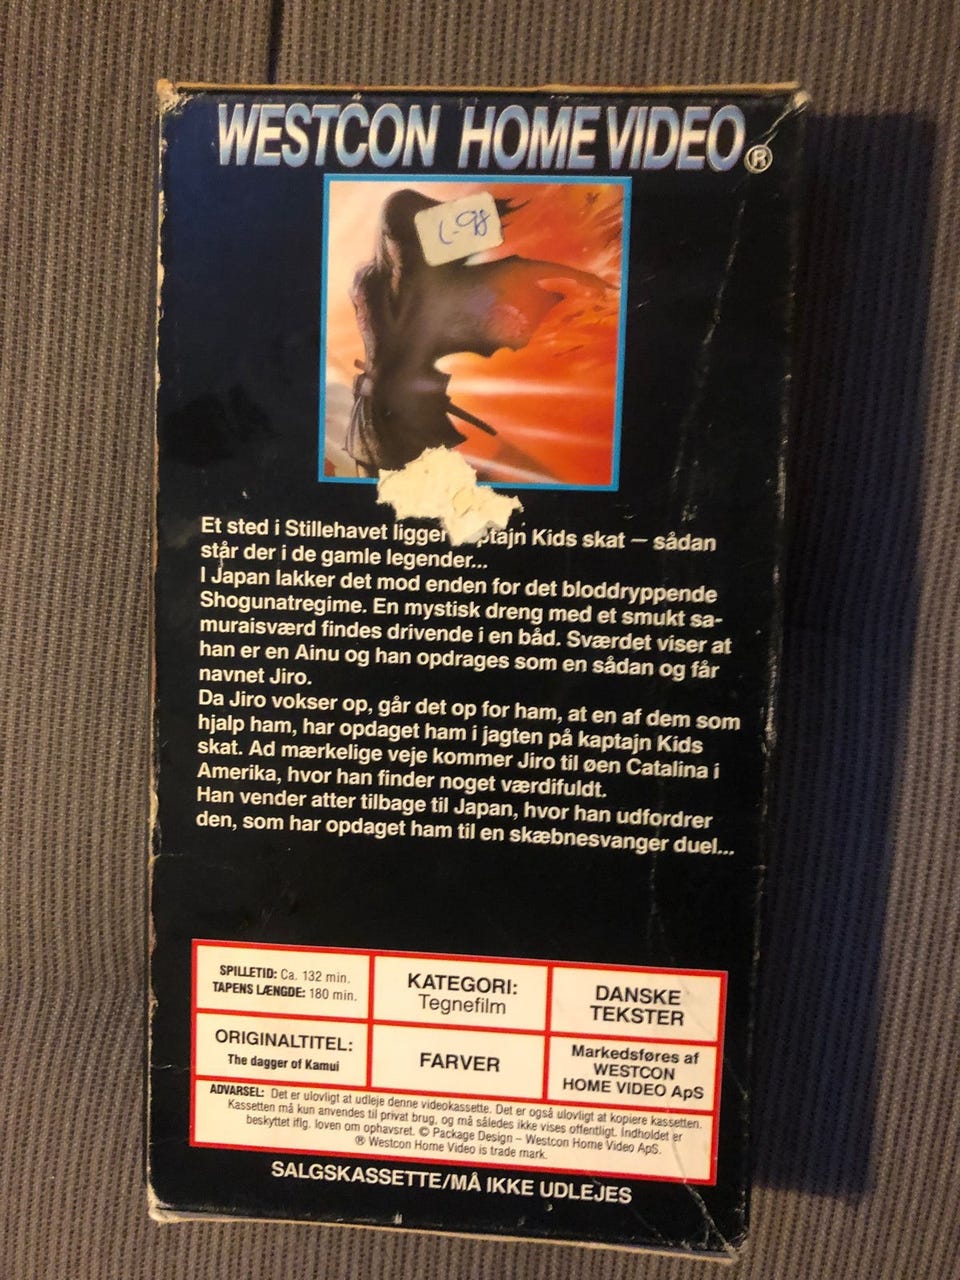 WESTCON HOME VIDEO ®
Et sted i Stillehavet ligger ptajn Kids skat — sådan
står der i de gamle legender...
I Japan lakker det mod enden for det bloddryppende
Shogunatregime. En mystisk dreng med et smukt sa-
muraisværd findes drivende i en båd. Sværdet viser at
han er en Ainu og han opdrages som en sådan og får
navnet Jiro.
Da Jiro vokser op, går det op for ham, at en af dem som
hjalp ham, har opdaget ham i jagten på kaptajn Kids
skat. Ad mærkelige veje kommer Jiro til øen Catalina i
Amerika, hvor han finder noget værdifuldt.
Han vender atter tilbage til Japan, hvor han udfordrer
den, som har opdaget ham til en skæbnesvanger duel...
SPILLETID: Ca. 132 min.
TAPENS LÆNGDE: 180 min.
KATEGORI:
Tegnefilm
DANSKE
TEKSTER
ORIGINALTITEL:
The dagger of Kamui
FARVER
Markedsføres af
WESTCON
HOME VIDEO ApS
ADVARSEL: Det er ulovligt at udleje denne videokassette. Det er også ulovligt at kopiere kassetten.
Kassetten må kun anvendes til privat brug, og må således ikke vises offentligt. Indholdet er
beskyttet iflg. loven om ophavsret. © Package Design – Westcon Home Video ApS.
® Westcon Home Video is trade mark.
SALGSKASSETTE/MÅ IKKE UDLEJES